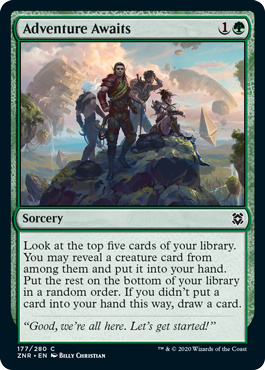 Adventure Awaits 1
Sorcery
Look at the top five cards of your library.
You may reveal a creature card from
among them and put it into your hand.
Put the rest on the bottom of your library
in a random order. If you didn't put a
card into your hand this way, draw a card.
"Good, we're all here. Let's get started!"
177/280 C
ZNR • EN BILLY CHRISTIAN
™ & © 2020 Wizards of the Coast